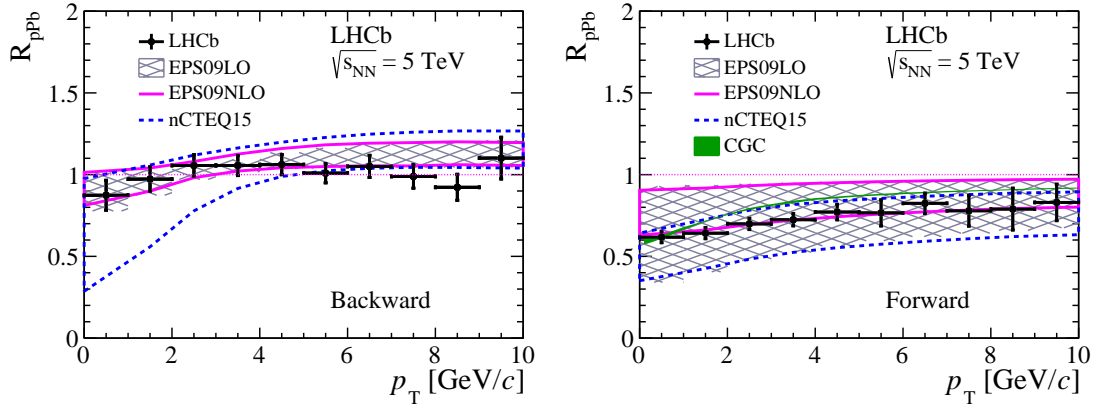 R_pPb
2
1.5
1
0.5
0
LHCb
EPS09LO
EPS09NLO
nCTEQ15
LHCb
√s_NN = 5 TeV
Backward
0 2 4 6 8 10
p_T [GeV/c]
R_pPb
2
1.5
1
0.5
0
LHCb
EPS09LO
EPS09NLO
nCTEQ15
CGC
LHCb
√s_NN = 5 TeV
Forward
0 2 4 6 8 10
p_T [GeV/c]